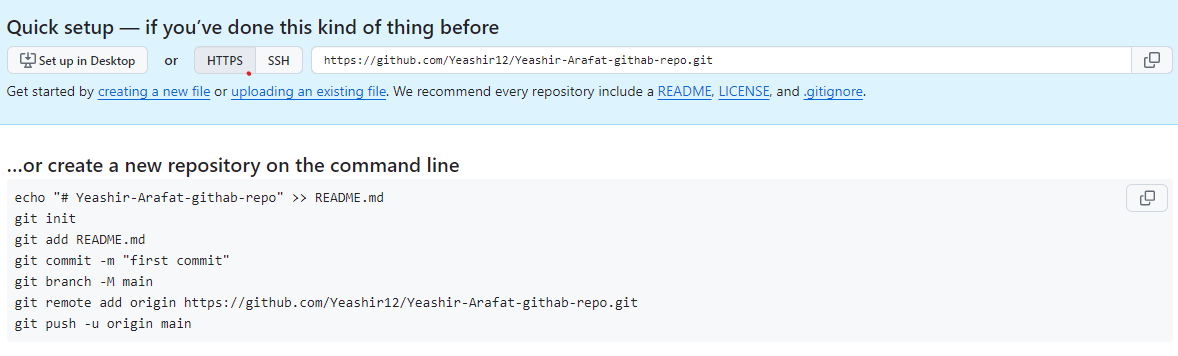 Quick setup — if you’ve done this kind of thing before
Set up in Desktop or HTTPS SSH https://github.com/Yeashir12/Yeashir-Arafat-githab-repo.git
Get started by creating a new file or uploading an existing file. We recommend every repository include a README, LICENSE, and .gitignore.
…or create a new repository on the command line
echo "# Yeashir-Arafat-githab-repo" >> README.md
git init
git add README.md
git commit -m "first commit"
git branch -M main
git remote add origin https://github.com/Yeashir12/Yeashir-Arafat-githab-repo.git
git push -u origin main